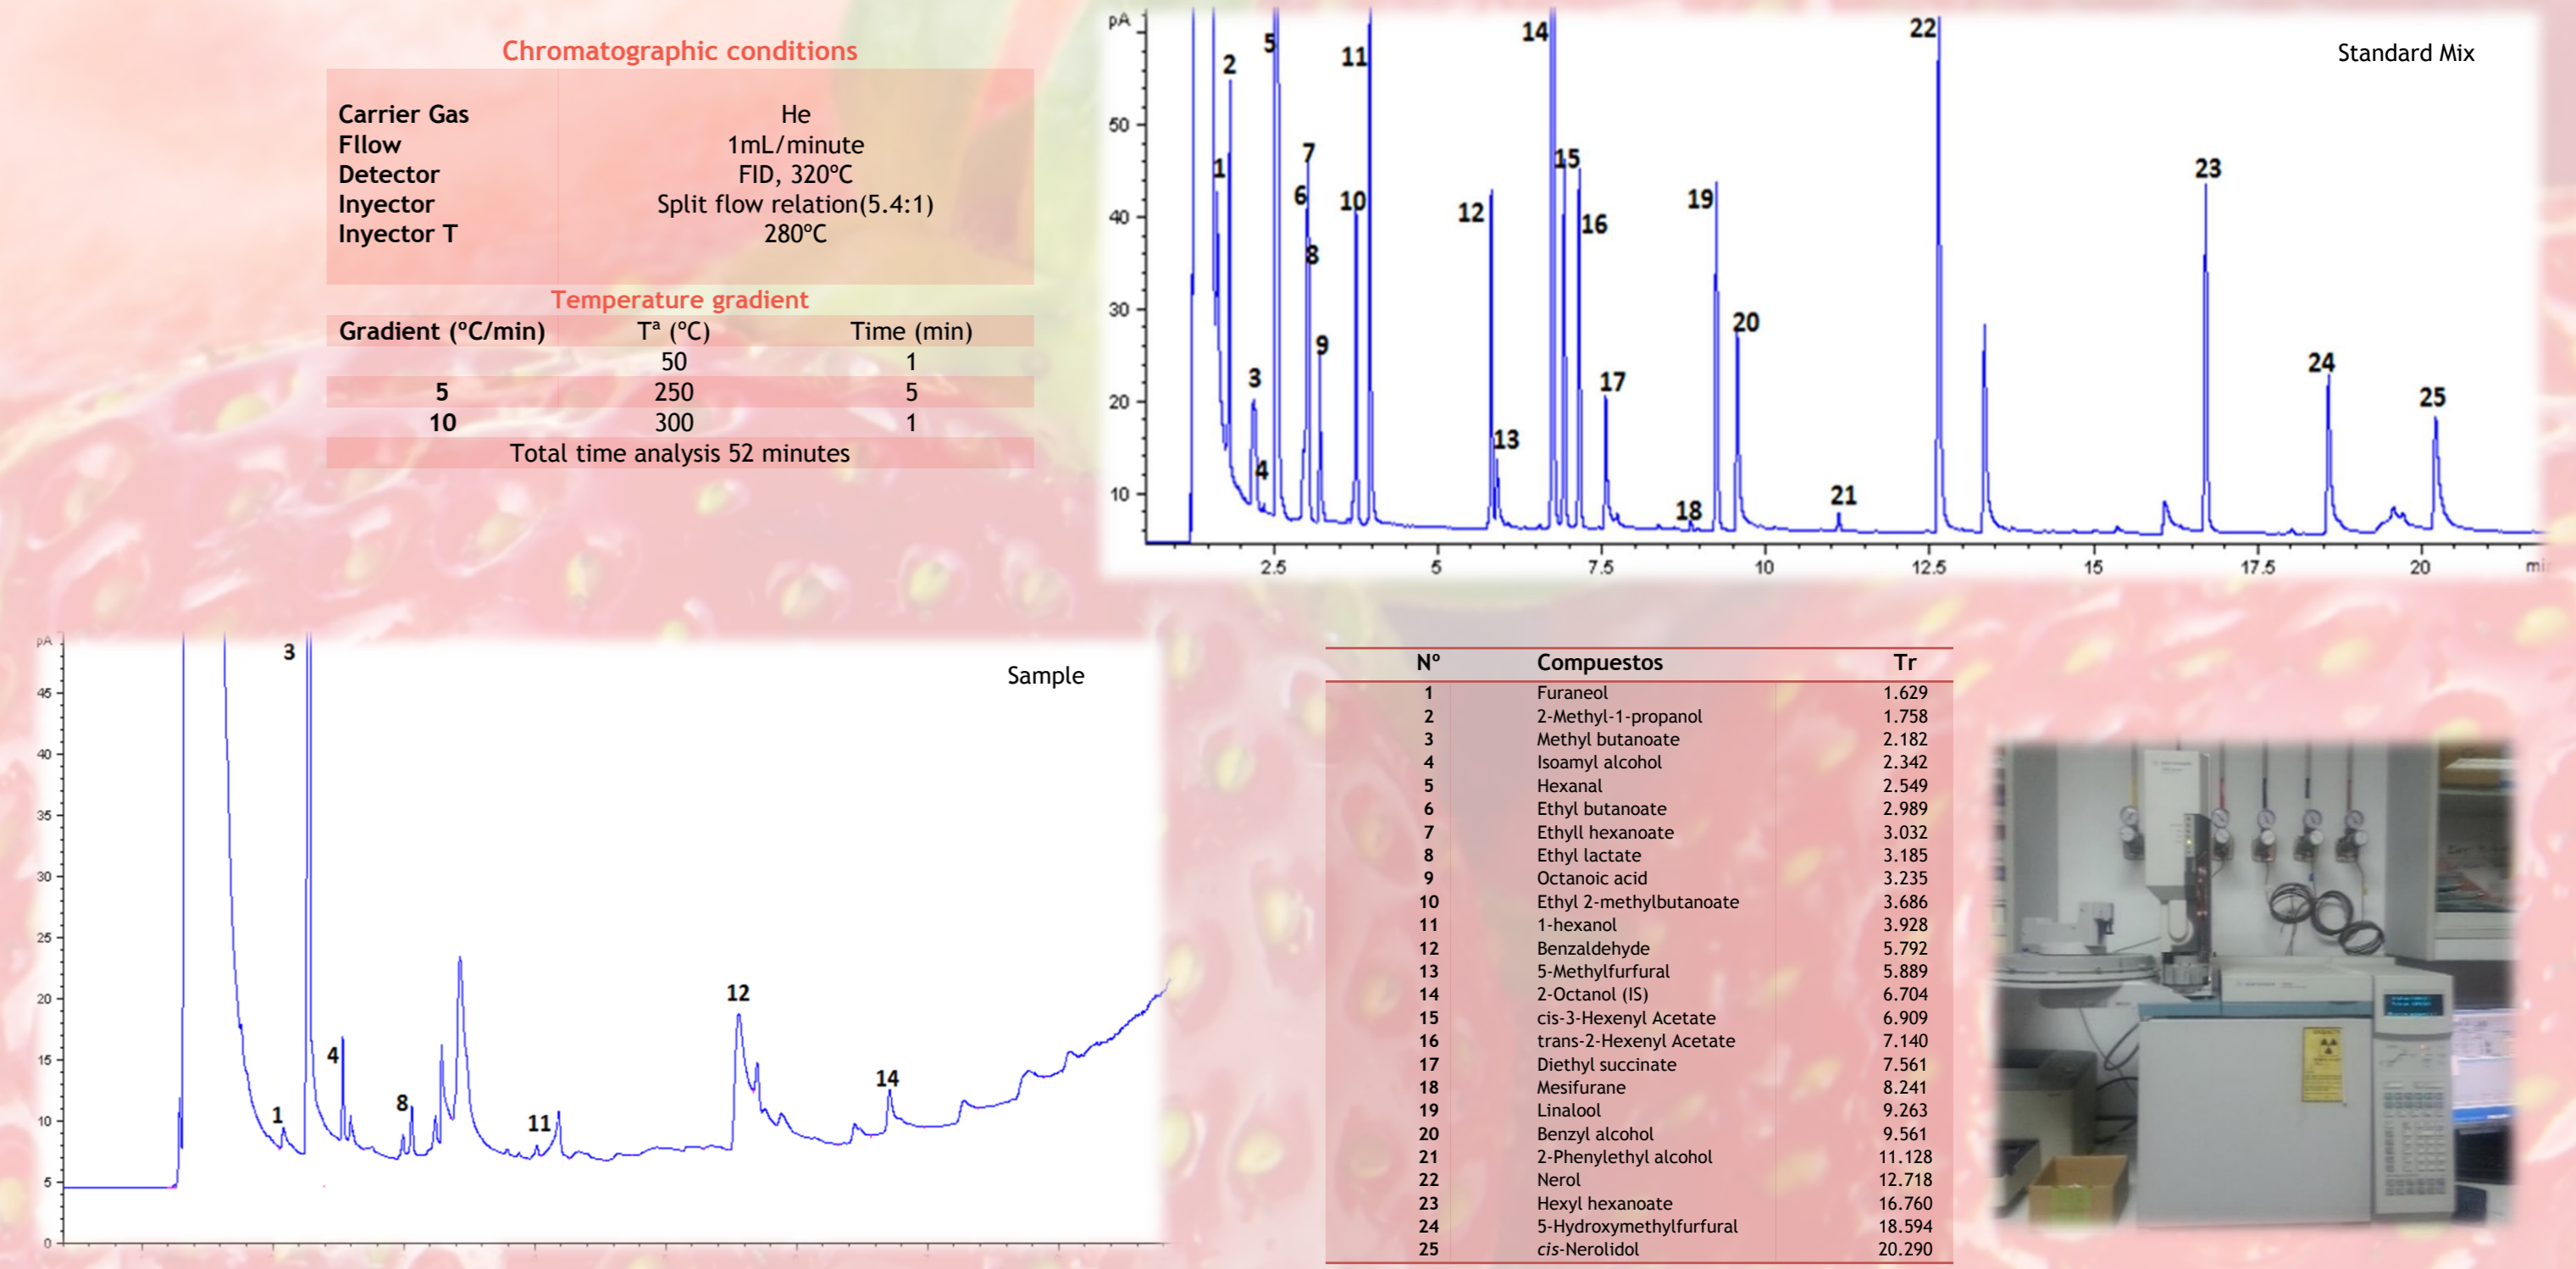 Chromatographic conditions
Carrier Gas He
Fllow 1mL/minute
Detector FID, 320ºC
Inyector Split flow relation(5.4:1)
Inyector T 280ºC
Temperature gradient
Gradient (ºC/min) Tª (ºC) Time (min)
50 1
5 250 5
10 300 1
Total time analysis 52 minutes
pA
Standard Mix
50
40
30
20
10
1
2
3
4
5
6
7
8
9
10
11
12
13
14
15
16
17
18
19
20
21
22
23
24
25
2.5 5 7.5 10 12.5 15 17.5 20
pA
Sample
45
40
35
30
25
20
15
10
5
0
1
3
4
8
11
12
14
Nº Compuestos Tr
1 Furaneol 1.629
2 2-Methyl-1-propanol 1.758
3 Methyl butanoate 2.182
4 Isoamyl alcohol 2.342
5 Hexanal 2.549
6 Ethyl butanoate 2.989
7 Ethyll hexanoate 3.032
8 Ethyl lactate 3.185
9 Octanoic acid 3.235
10 Ethyl 2-methylbutanoate 3.686
11 1-hexanol 3.928
12 Benzaldehyde 5.792
13 5-Methylfurfural 5.889
14 2-Octanol (IS) 6.704
15 cis-3-Hexenyl Acetate 6.909
16 trans-2-Hexenyl Acetate 7.140
17 Diethyl succinate 7.561
18 Mesifurane 8.241
19 Linalool 9.263
20 Benzyl alcohol 9.561
21 2-Phenylethyl alcohol 11.128
22 Nerol 12.718
23 Hexyl hexanoate 16.760
24 5-Hydroxymethylfurfural 18.594
25 cis-Nerolidol 20.290